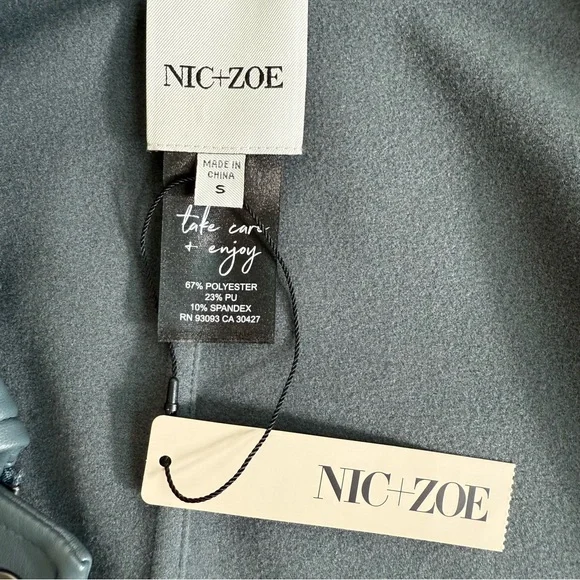 NIC+ZOE
MADE IN
CHINA
S
take care
+ enjoy
67% POLYESTER
23% PU
10% SPANDEX
RN 93093 CA 30427
NIC+ZOE